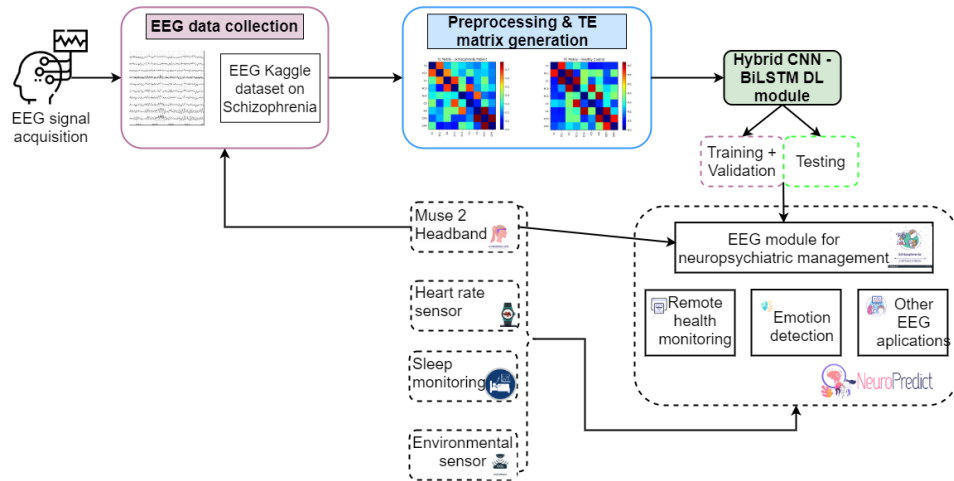 EEG data collection
EEG Kaggle
dataset on
Schizophrenia
EEG signal
acquisition
Preprocessing & TE
matrix generation
Hybrid CNN -
BiLSTM DL
module
Training +
Validation
Testing
Muse 2
Headband
Heart rate
sensor
Sleep
monitoring
Environmental
sensor
EEG module for
neuropsychiatric management
Remote
health
monitoring
Emotion
detection
Other
EEG
aplications
NeuroPredict